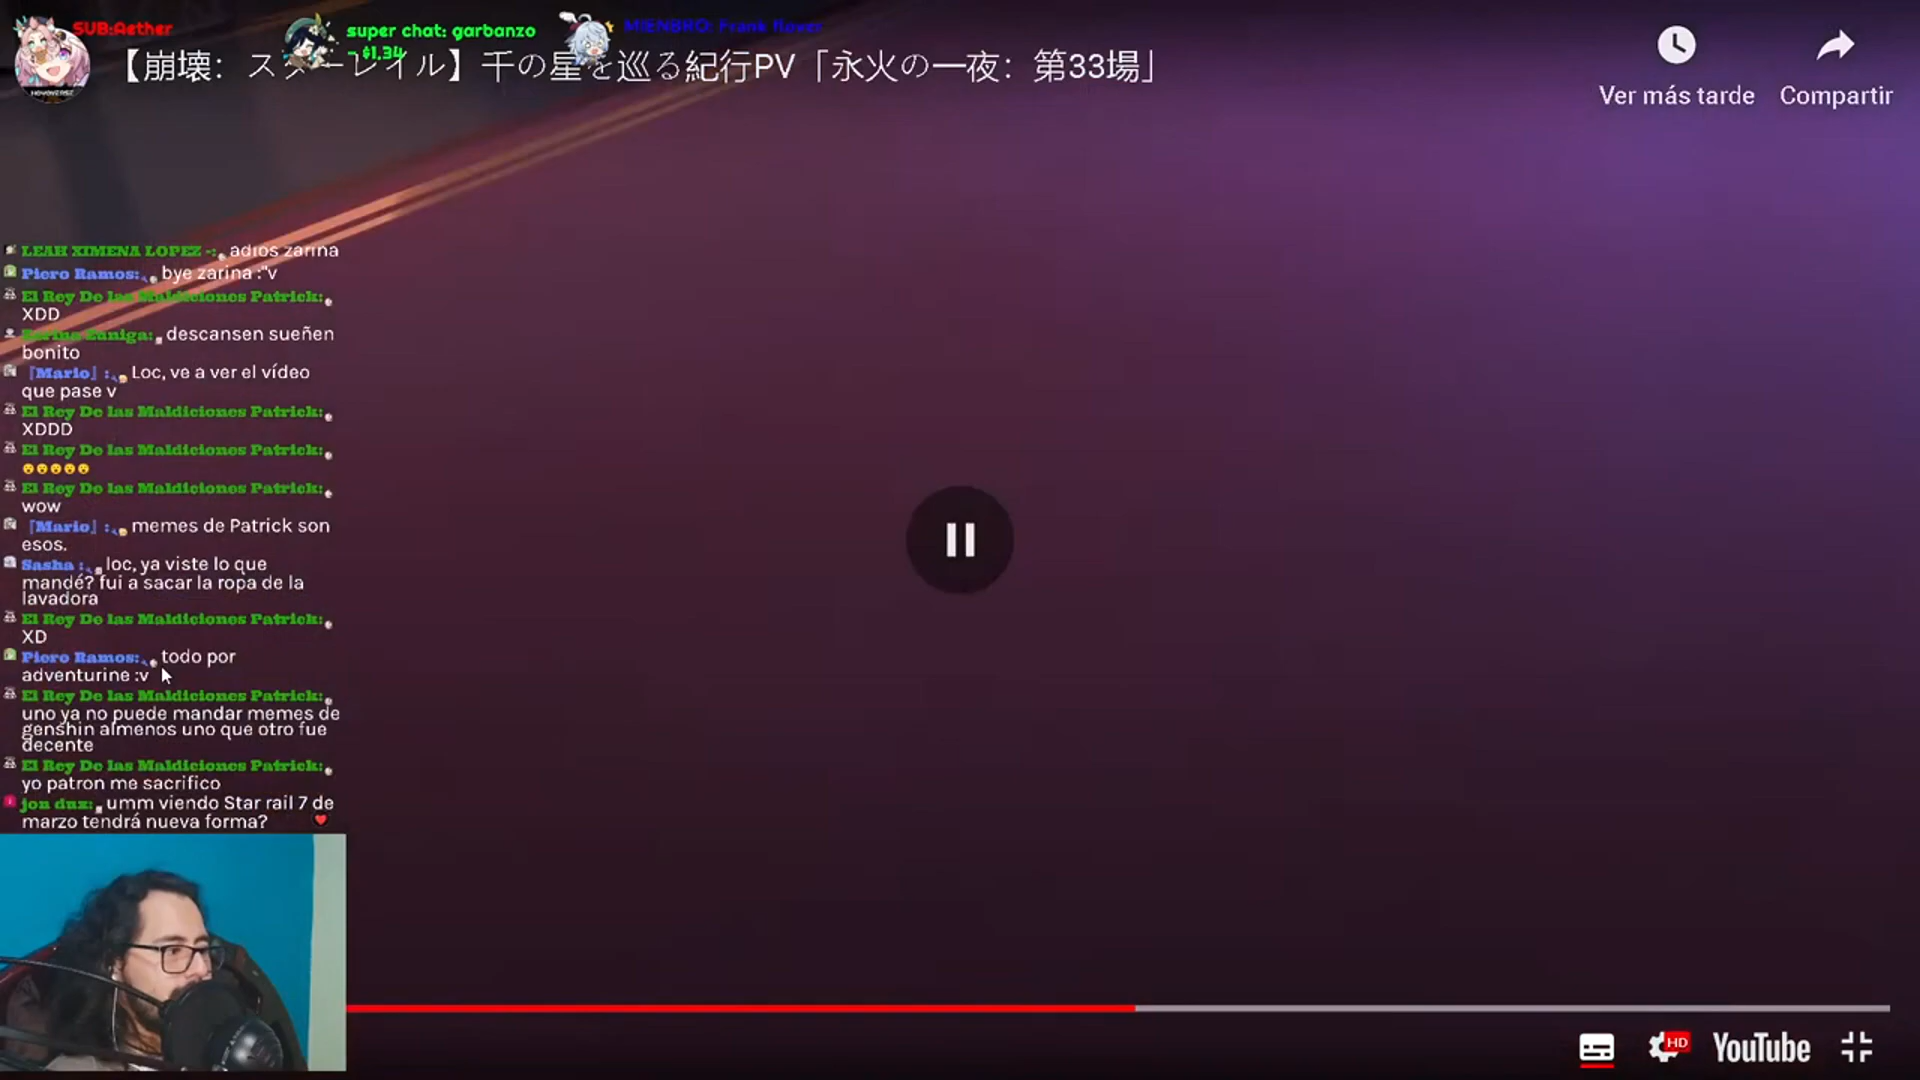 SUB:Aether
super chat: garbanzo
- $1.34
MIENBRO: Frank flover
【崩壊：スターレイル】千の星を巡る紀行PV「永火の一夜：第33場」
Ver más tarde
Compartir
LEAH XIMENA LOPEZ -: adios zarina
Piero Ramos: bye zarina :"v
El Rey De las Maldiciones Patrick:
XDD
Zarina Zuniga: descansen sueñen
bonito
『Mario』: Loc, ve a ver el vídeo
que pase v
El Rey De las Maldiciones Patrick:
XDDD
El Rey De las Maldiciones Patrick:
😮😮😮😮😮
El Rey De las Maldiciones Patrick:
wow
『Mario』: memes de Patrick son
esos.
Sasha : loc, ya viste lo que
mandé? fui a sacar la ropa de la
lavadora
El Rey De las Maldiciones Patrick:
XD
Piero Ramos: todo por
adventurine :v
El Rey De las Maldiciones Patrick:
uno ya no puede mandar memes de
genshin almenos uno que otro fue
decente
El Rey De las Maldiciones Patrick:
yo patron me sacrifico
jon dux: umm viendo Star rail 7 de
marzo tendrá nueva forma?
HD
YouTube